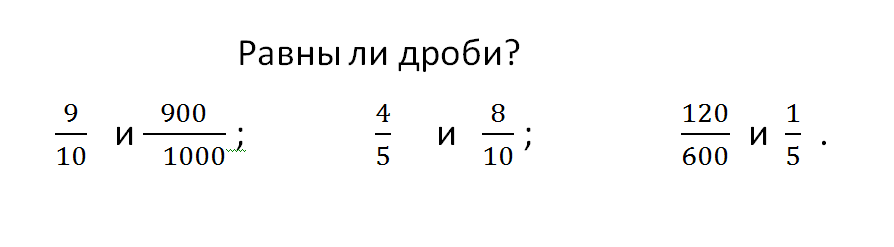 Равны ли дроби?
9/10 и 900/1000; 4/5 и 8/10; 120/600 и 1/5 .